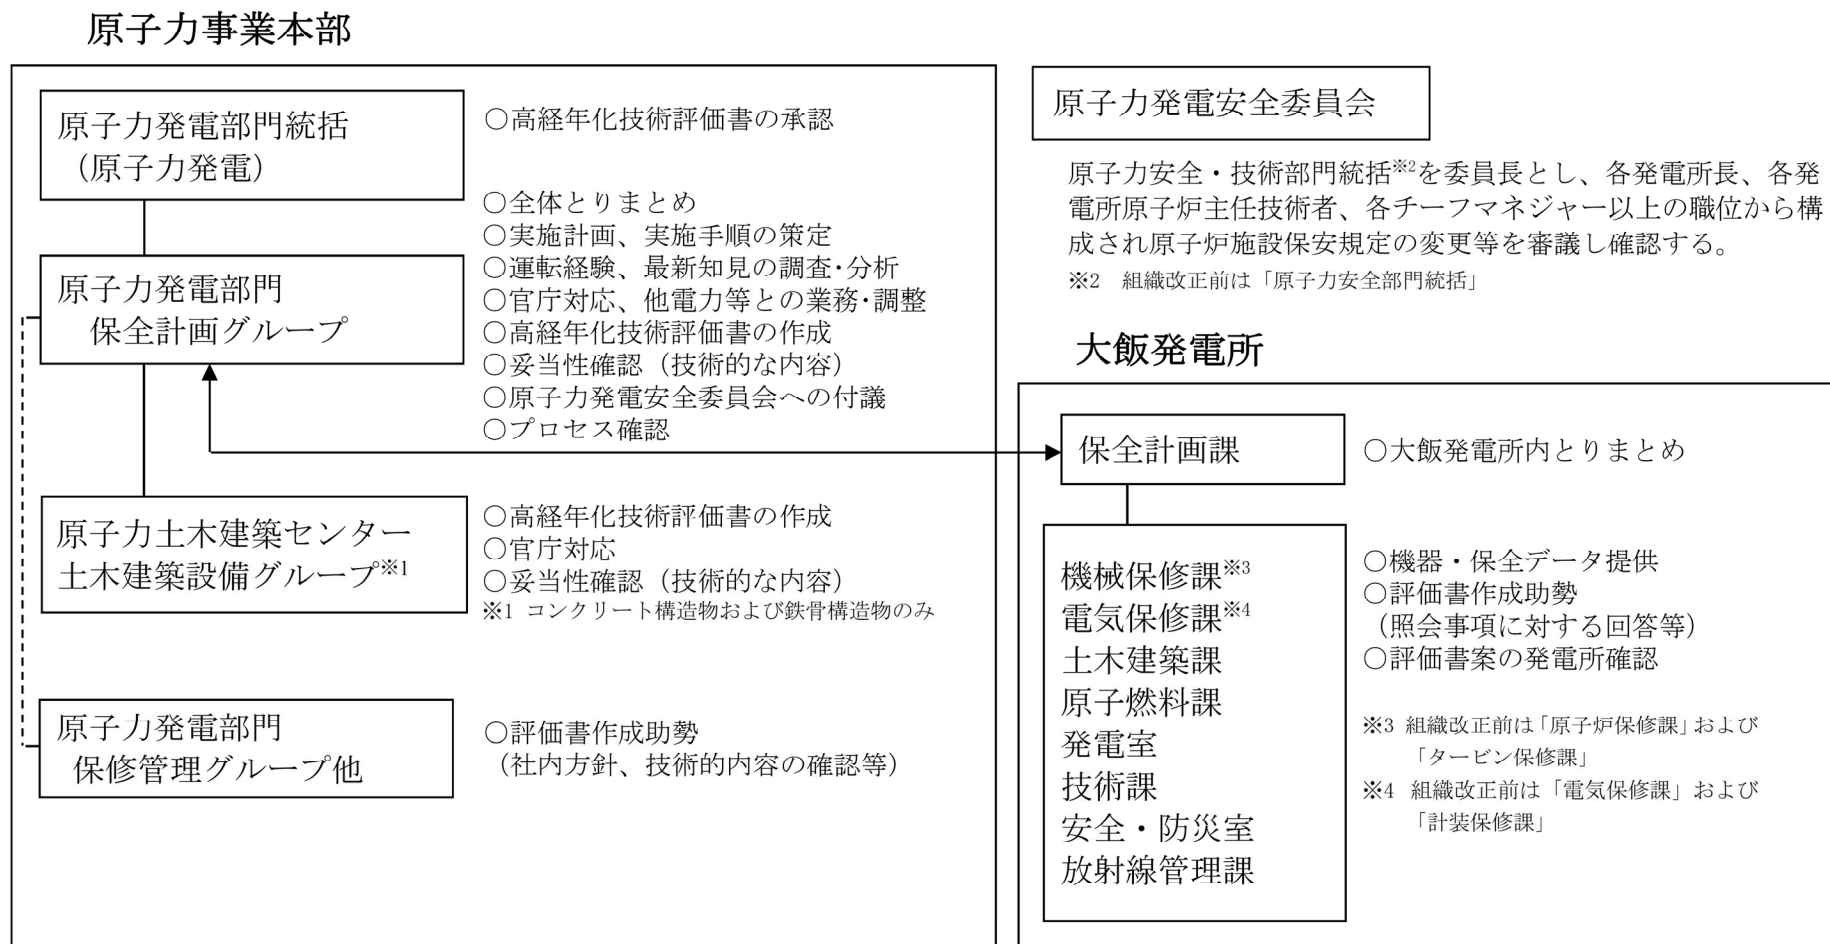 原子力事業本部
原子力発電部門統括
（原子力発電）
○高経年化技術評価書の承認
原子力発電部門
保全計画グループ
○全体とりまとめ
○実施計画、実施手順の策定
○運転経験、最新知見の調査・分析
○官庁対応、他電力等との業務・調整
○高経年化技術評価書の作成
○妥当性確認（技術的な内容）
○原子力発電安全委員会への付議
○プロセス確認
原子力土木建築センター
土木建築設備グループ※1
○高経年化技術評価書の作成
○官庁対応
○妥当性確認（技術的な内容）
※1 コンクリート構造物および鉄骨構造物のみ
原子力発電部門
保修管理グループ他
○評価書作成助勢
（社内方針、技術的内容の確認等）
原子力発電安全委員会
原子力安全・技術部門統括※2を委員長とし、各発電所長、各発
電所原子炉主任技術者、各チーフマネジャー以上の職位から構
成され原子炉施設保安規定の変更等を審議し確認する。
※2 組織改正前は「原子力安全部門統括」
大飯発電所
保全計画課
○大飯発電所内とりまとめ
機械保修課※3
電気保修課※4
土木建築課
原子燃料課
発電室
技術課
安全・防災室
放射線管理課
○機器・保全データ提供
○評価書作成助勢
（照会事項に対する回答等）
○評価書案の発電所確認
※3 組織改正前は「原子炉保修課」および
「タービン保修課」
※4 組織改正前は「電気保修課」および
「計装保修課」